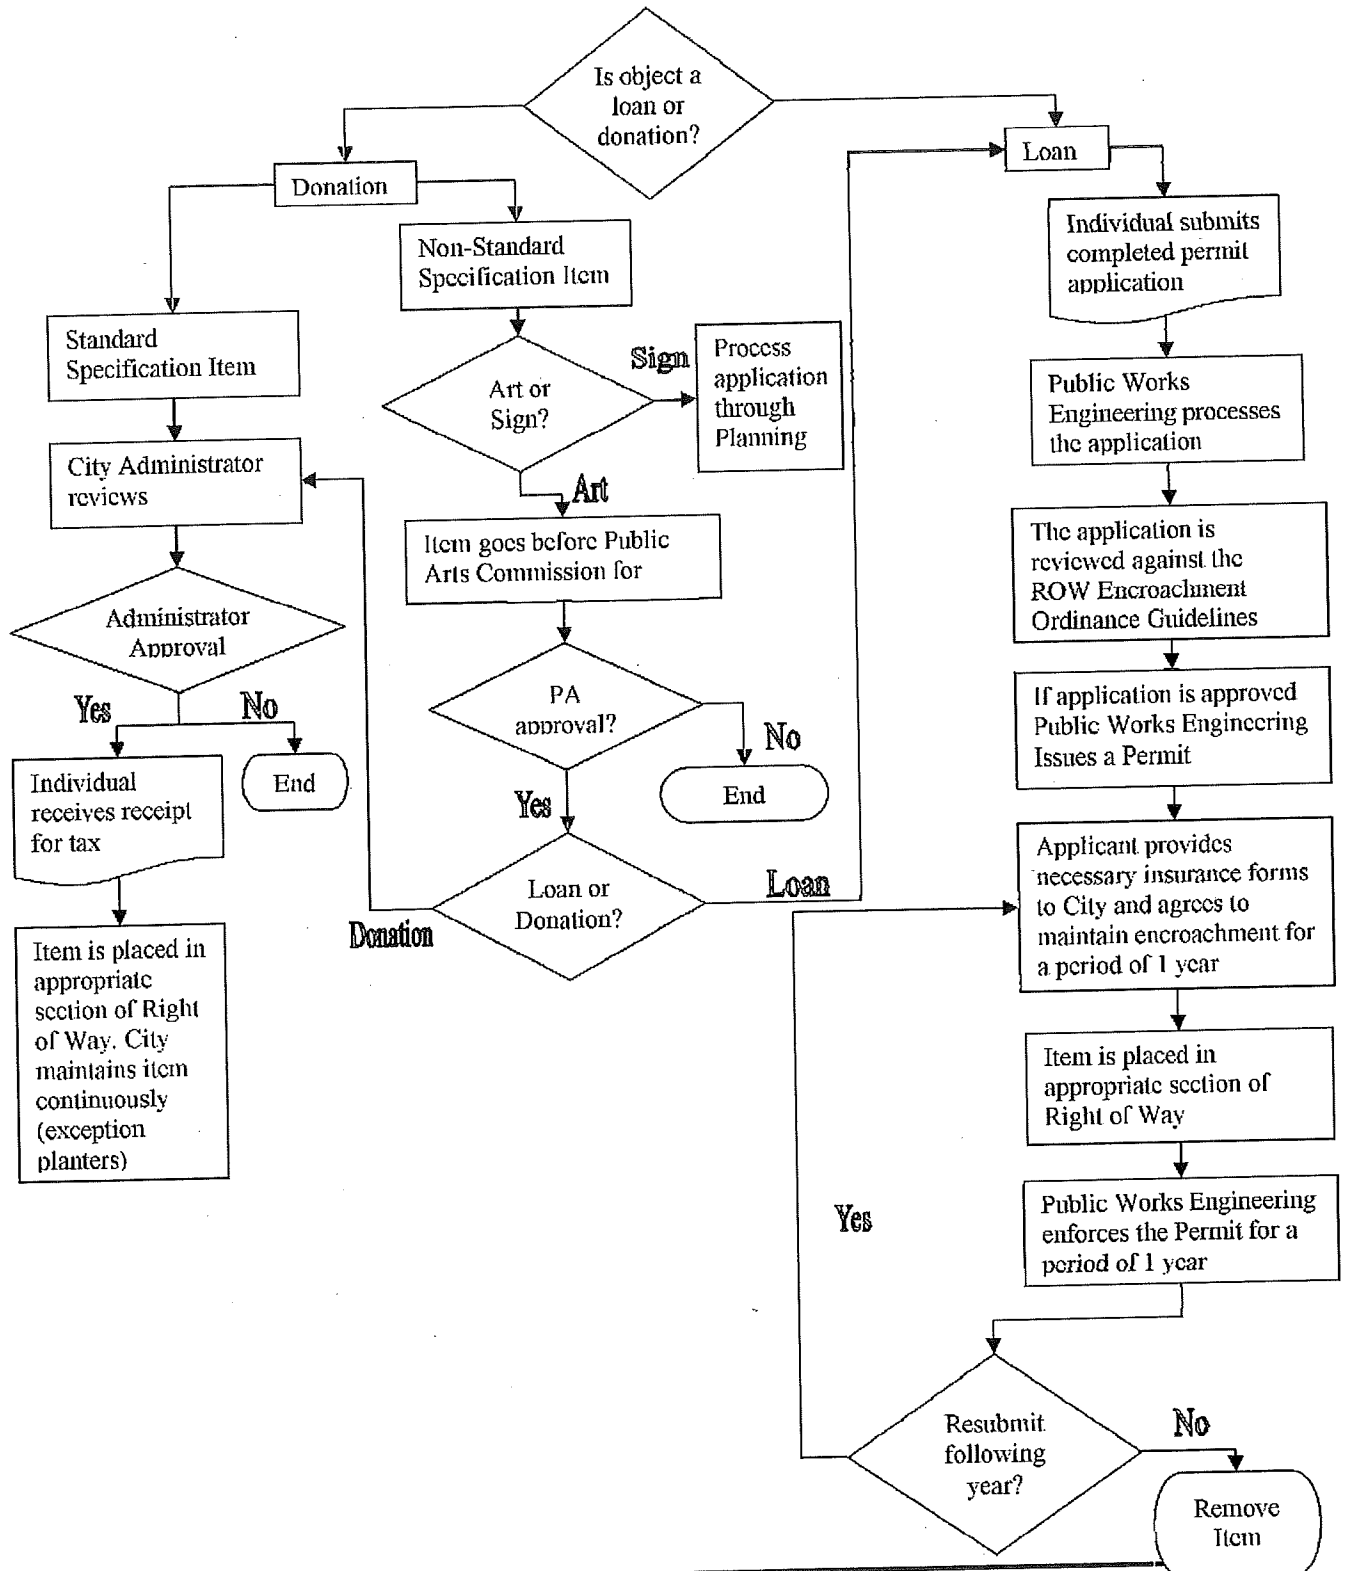 Is object a
loan or
donation?
Donation
Loan
Non-Standard
Specification Item
Individual submits
completed permit
application
Standard
Specification Item
Art or
Sign?
Sign
Process
application
through
Planning
Public Works
Engineering processes
the application
City Administrator
reviews
Art
Item goes before Public
Arts Commission for
The application is
reviewed against the
ROW Encroachment
Ordinance Guidelines
Administrator
Approval
Yes
No
PA
approval?
No
Yes
End
If application is approved
Public Works Engineering
Issues a Permit
Individual
receives receipt
for tax
End
Loan or
Donation?
Loan
Donation
Applicant provides
necessary insurance forms
to City and agrees to
maintain encroachment for
a period of 1 year
Item is placed in
appropriate
section of Right
of Way. City
maintains item
continuously
(exception
planters)
Item is placed in
appropriate section of
Right of Way
Public Works Engineering
enforces the Permit for a
period of 1 year
Yes
Resubmit
following
year?
No
Remove
Item